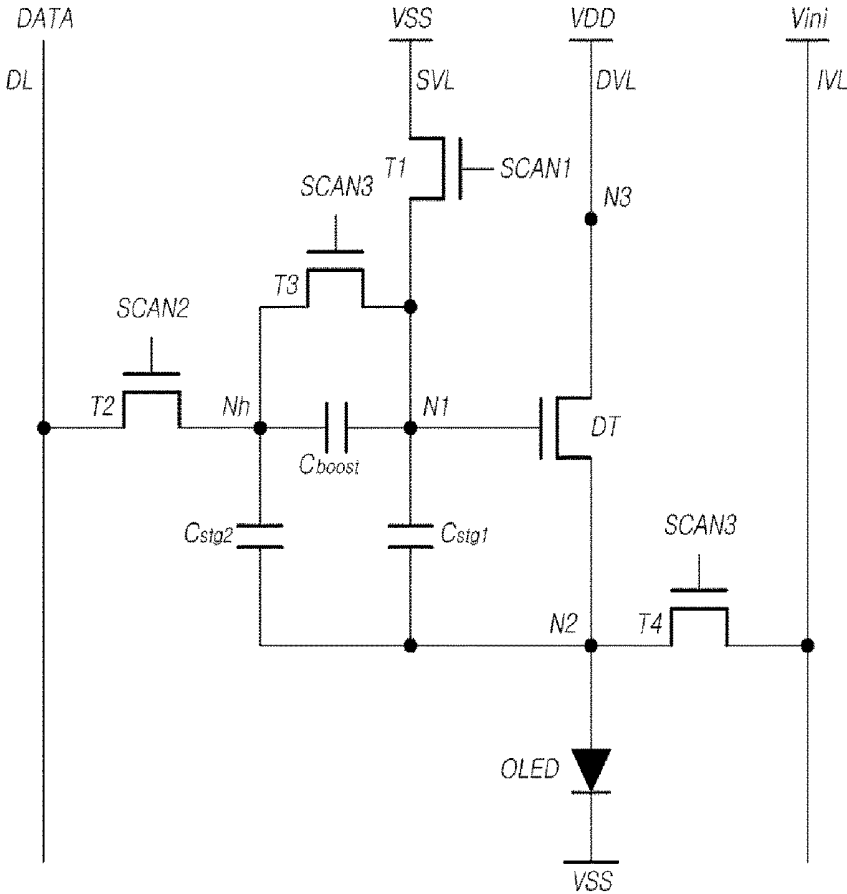 DATA
VSS
VDD
Vini
DL
SVL
DVL
IVL
T1
SCAN1
SCAN3
N3
T3
SCAN2
T2
Nh
N1
DT
Cboost
Cstg2
Cstg1
SCAN3
N2
T4
OLED
VSS